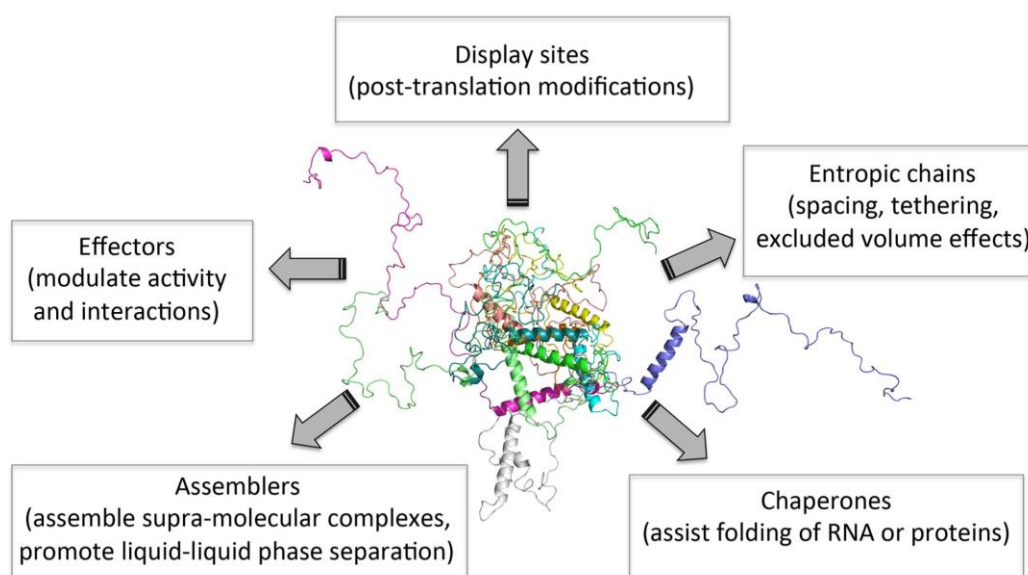 Display sites
(post-translation modifications)
Entropic chains
(spacing, tethering,
excluded volume effects)
Effectors
(modulate activity
and interactions)
Assemblers
(assemble supra-molecular complexes,
promote liquid-liquid phase separation)
Chaperones
(assist folding of RNA or proteins)